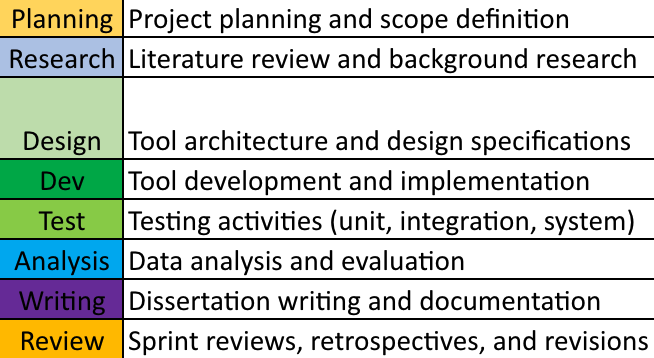 Planning Project planning and scope definition
Research Literature review and background research
Design Tool architecture and design specifications
Dev Tool development and implementation
Test Testing activities (unit, integration, system)
Analysis Data analysis and evaluation
Writing Dissertation writing and documentation
Review Sprint reviews, retrospectives, and revisions